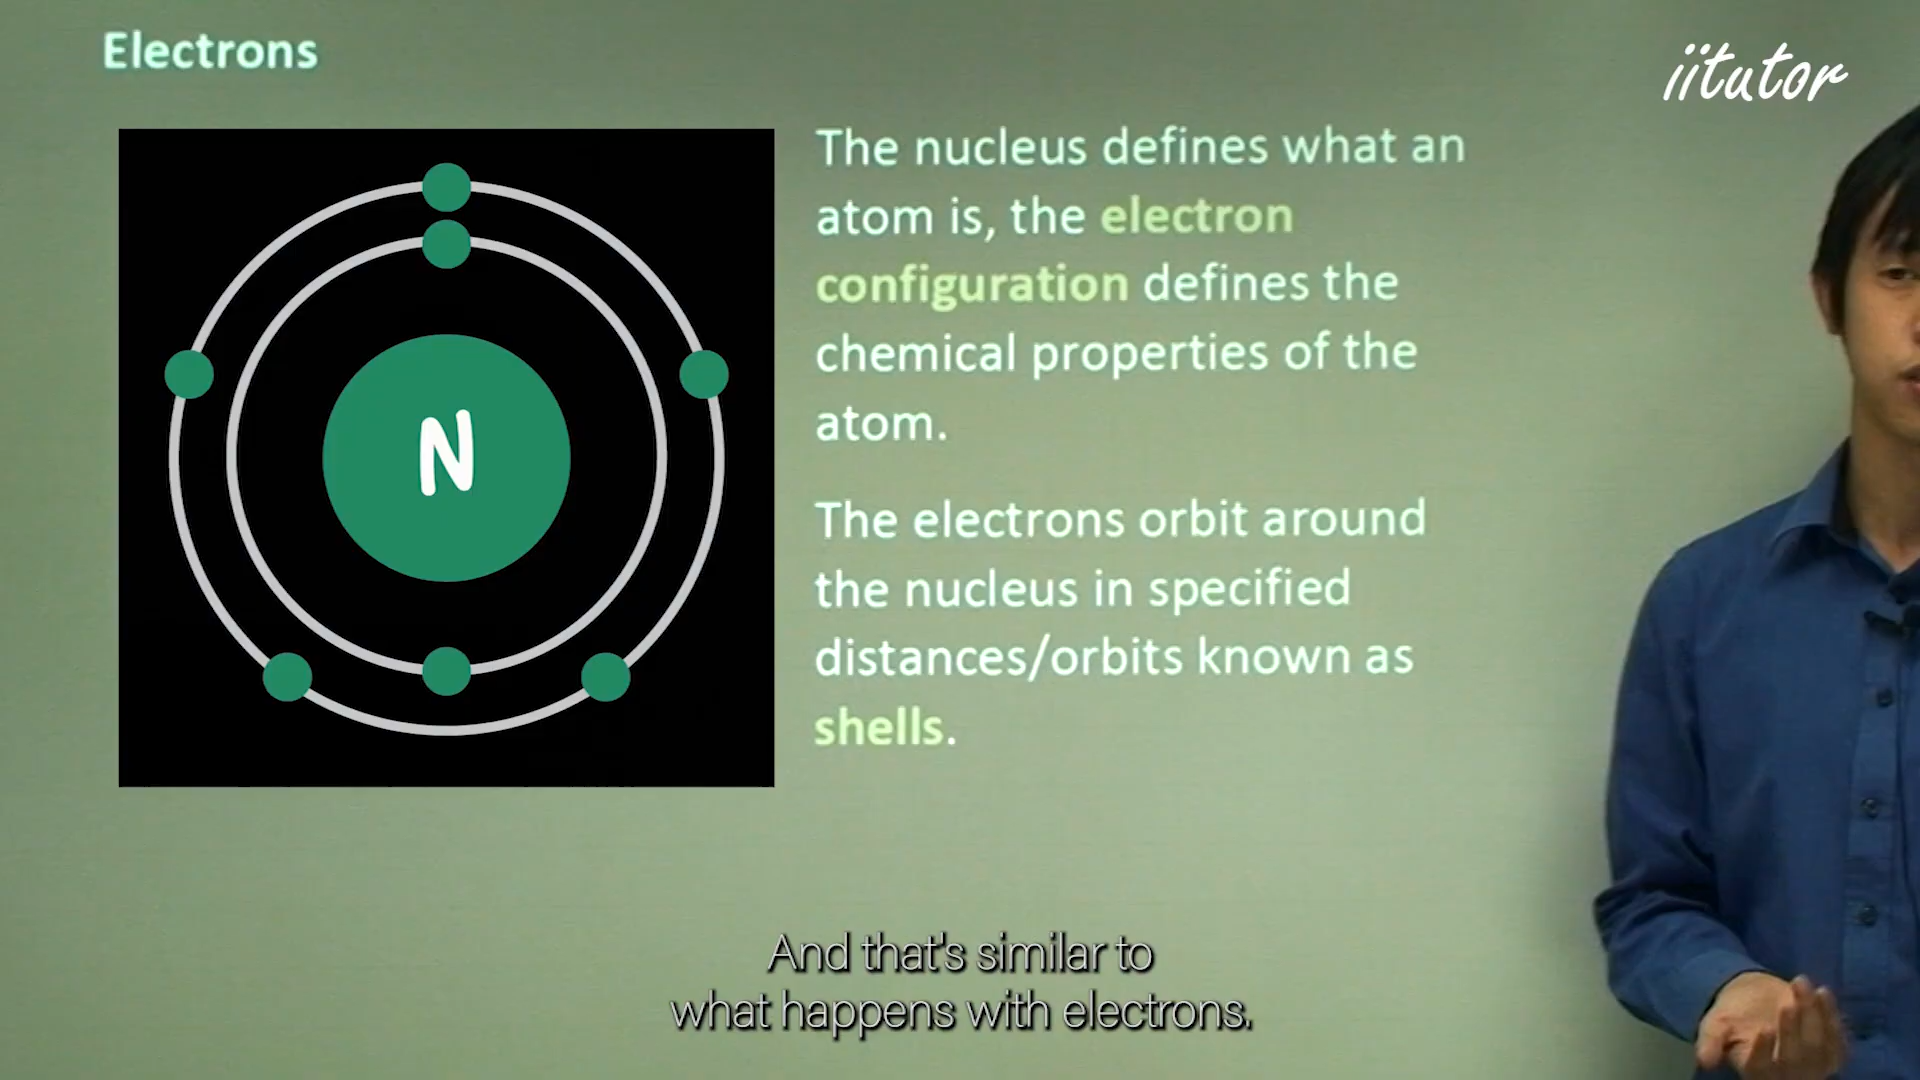 Electrons
iitutor
N
The nucleus defines what an
atom is, the electron
configuration defines the
chemical properties of the
atom.
The electrons orbit around
the nucleus in specified
distances/orbits known as
shells.
And that's similar to
what happens with electrons.